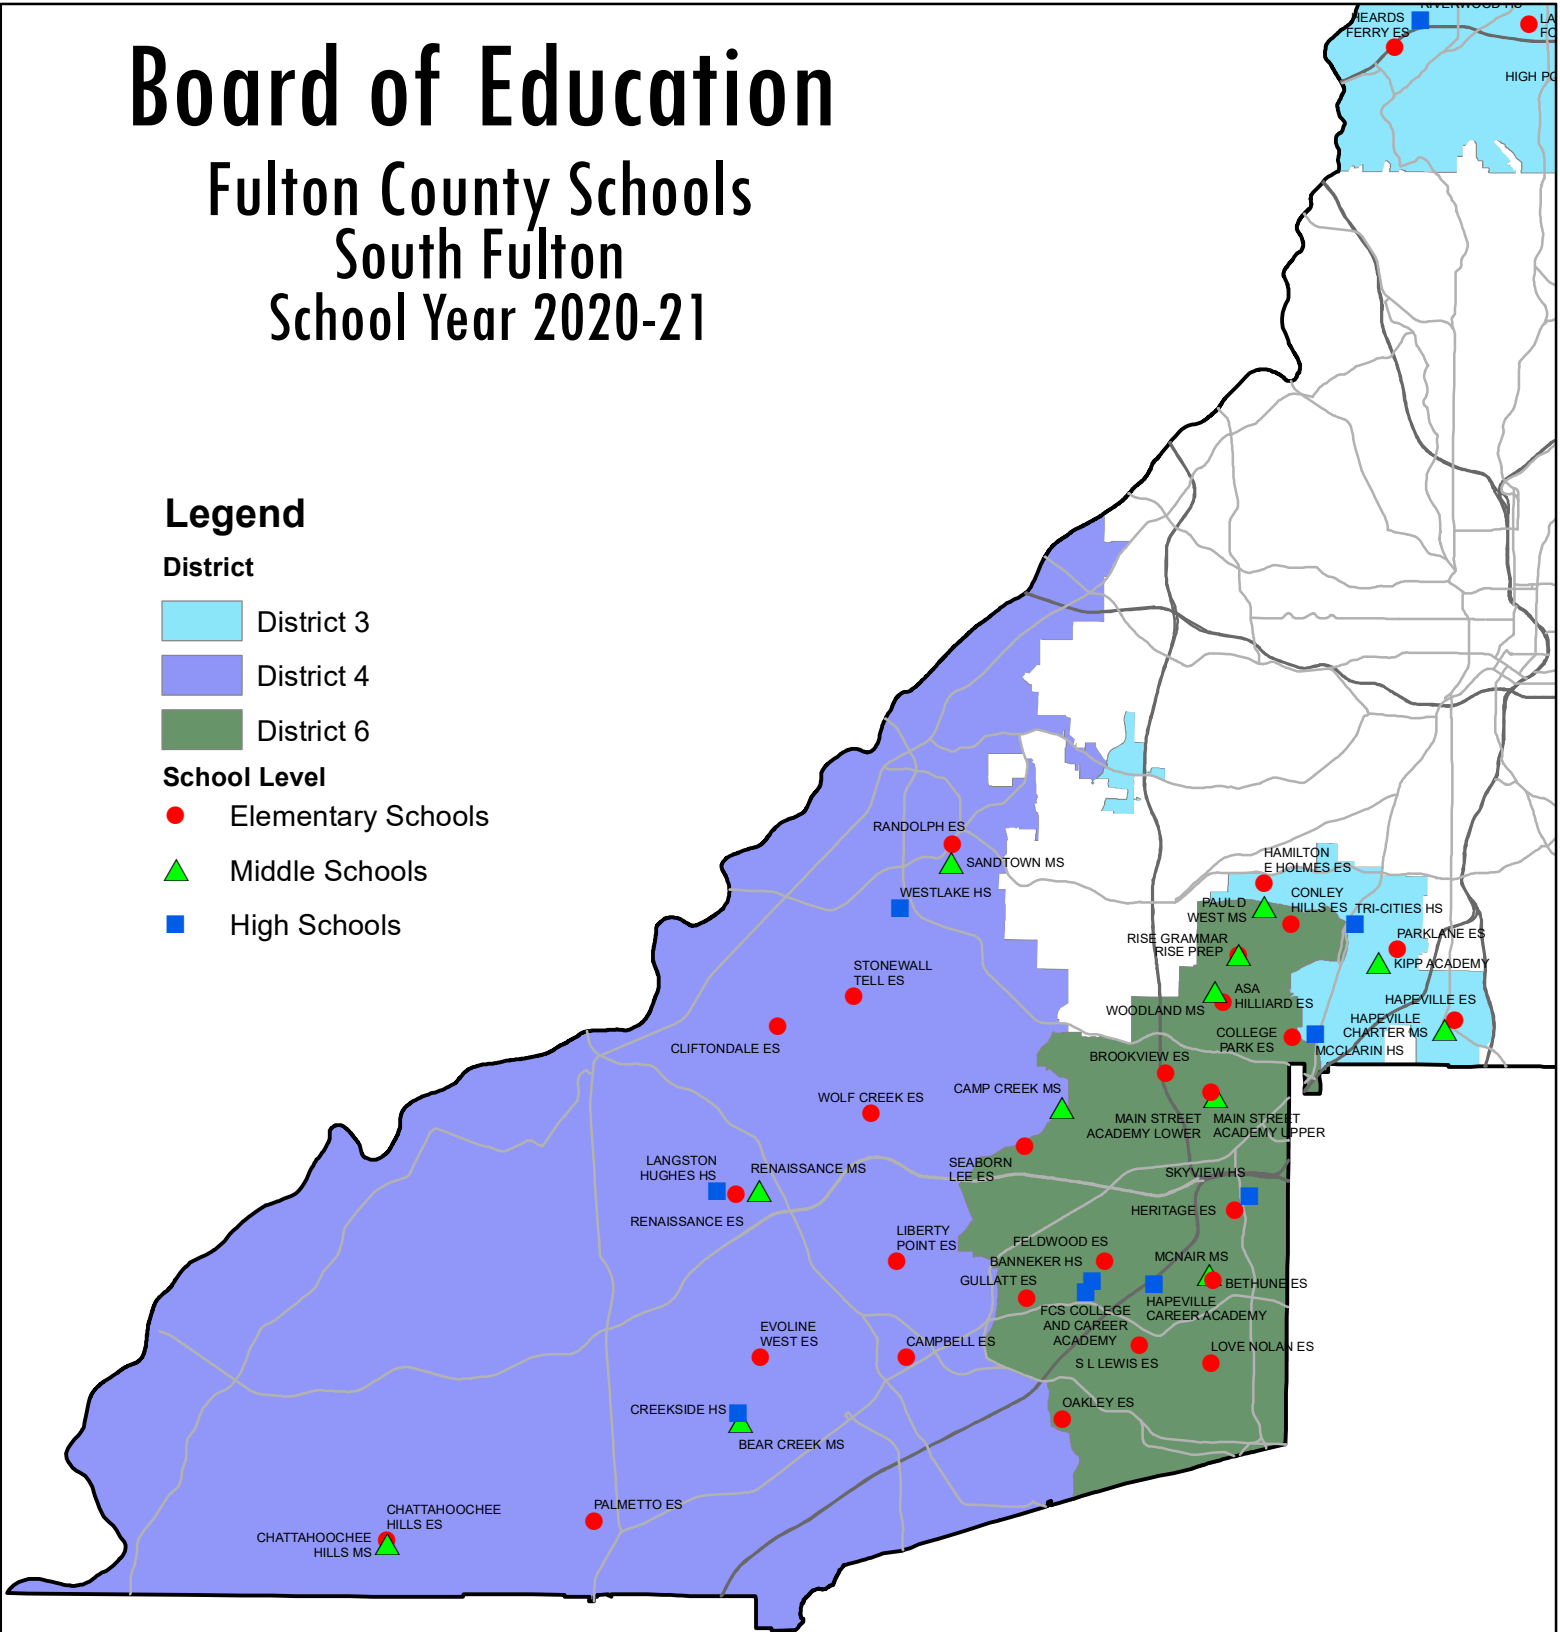 Board of Education
Fulton County Schools
South Fulton
School Year 2020-21
Legend
District
District 3
District 4
District 6
School Level
Elementary Schools
Middle Schools
High Schools
RIVERWOOD HS
HEARDS
FERRY ES
LA
FO
HIGH PO
RANDOLPH ES
SANDTOWN MS
WESTLAKE HS
HAMILTON
E HOLMES ES
CONLEY
HILLS ES
PAUL D
WEST MS
TRI-CITIES HS
RISE GRAMMAR
RISE PREP
PARKLANE ES
KIPP ACADEMY
STONEWALL
TELL ES
ASA
HILLIARD ES
WOODLAND MS
HAPEVILLE ES
HAPEVILLE
CHARTER MS
CLIFTONDALE ES
COLLEGE
PARK ES
MCCLARIN HS
BROOKVIEW ES
CAMP CREEK MS
WOLF CREEK ES
MAIN STREET
ACADEMY LOWER
MAIN STREET
ACADEMY UPPER
LANGSTON
HUGHES HS
RENAISSANCE MS
SEABORN
LEE ES
SKYVIEW HS
RENAISSANCE ES
HERITAGE ES
LIBERTY
POINT ES
FELDWOOD ES
BANNEKER HS
MCNAIR MS
GULLATT ES
BETHUNE ES
FCS COLLEGE
AND CAREER
ACADEMY
HAPEVILLE
CAREER ACADEMY
EVOLINE
WEST ES
CAMPBELL ES
S L LEWIS ES
LOVE NOLAN ES
CREEKSIDE HS
OAKLEY ES
BEAR CREEK MS
PALMETTO ES
CHATTAHOOCHEE
HILLS ES
CHATTAHOOCHEE
HILLS MS